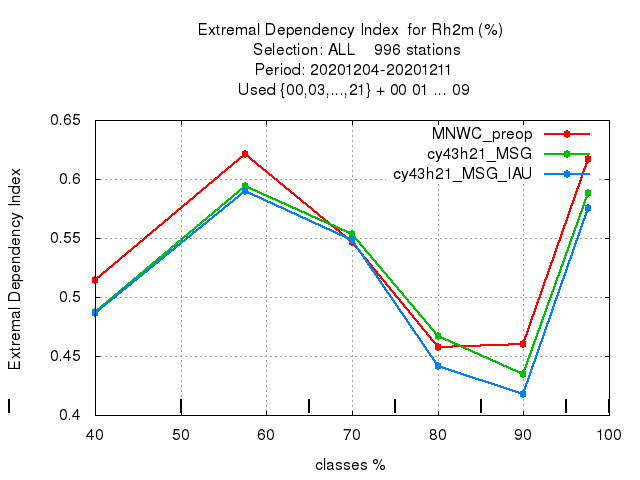 Extremal Dependency Index  for Rh2m (%)
Selection: ALL    996 stations
Period: 20201204-20201211
Used {00,03,...,21} + 00 01 ... 09
0.65
0.6
0.55
0.5
0.45
0.4
Extremal Dependency Index
MNWC_preop
cy43h21_MSG
cy43h21_MSG_IAU
40 50 60 70 80 90 100
classes %